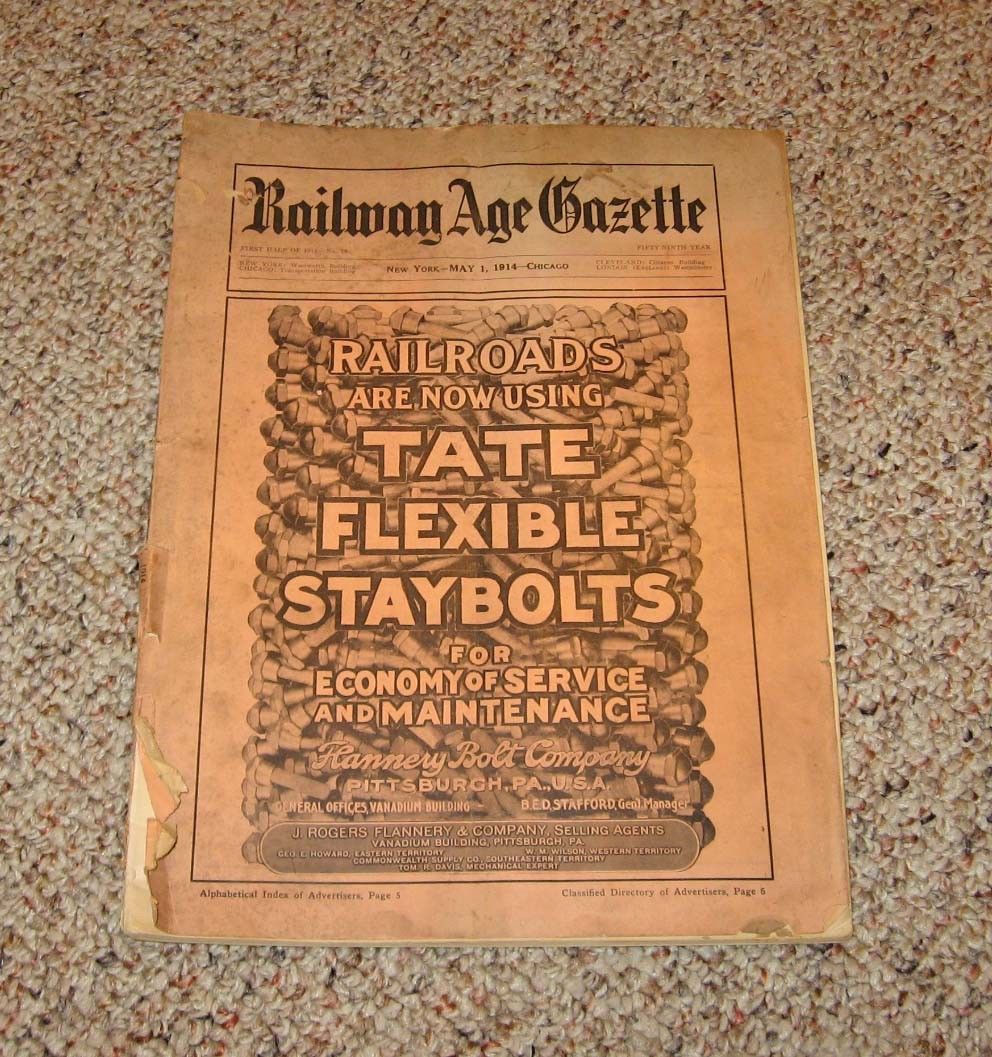 Railway Age Gazette
FIRST HALF OF 1914—No. 18
FIFTY-NINTH YEAR
NEW YORK: Woolworth Building
CHICAGO: Transportation Building
NEW YORK—MAY 1, 1914—CHICAGO
CLEVELAND: Citizens Building
LONDON (England): Westminster
RAILROADS
ARE NOW USING
TATE
FLEXIBLE
STAYBOLTS
FOR
ECONOMY OF SERVICE
AND MAINTENANCE
Flannery Bolt Company
PITTSBURGH, PA., U.S.A.
GENERAL OFFICES, VANADIUM BUILDING — B.E.D. STAFFORD, Gen'l Manager
J. ROGERS FLANNERY & COMPANY, SELLING AGENTS
VANADIUM BUILDING, PITTSBURGH, PA.
GEO. E. HOWARD, EASTERN TERRITORY W. M. WILSON, WESTERN TERRITORY
COMMONWEALTH SUPPLY CO., SOUTHEASTERN TERRITORY
TOM. R. DAVIS, MECHANICAL EXPERT
Alphabetical Index of Advertisers, Page 5
Classified Directory of Advertisers, Page 6